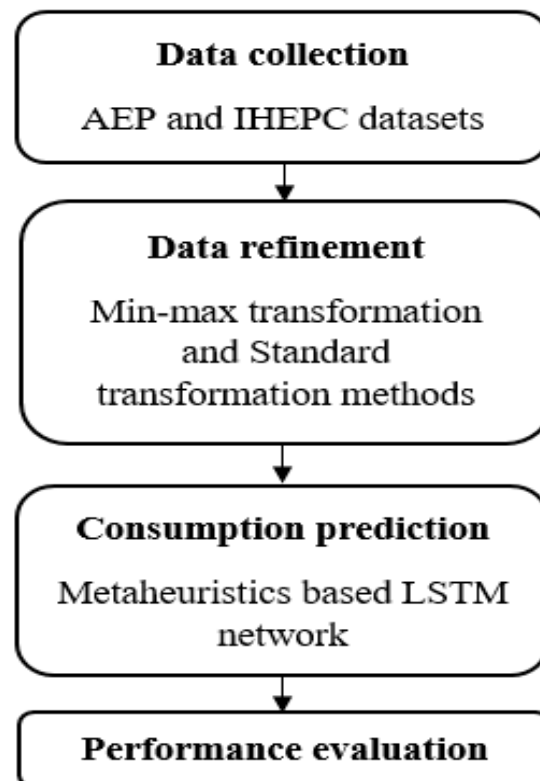 Data collection
AEP and IHEPC datasets
Data refinement
Min-max transformation
and Standard
transformation methods
Consumption prediction
Metaheuristics based LSTM
network
Performance evaluation